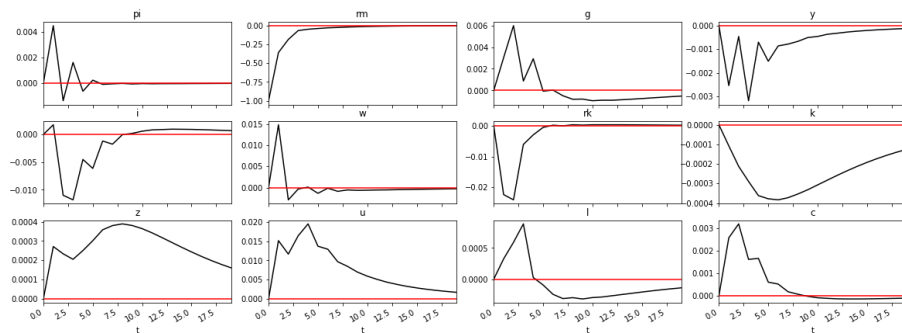 pi
rm
g
y
0.004
0.002
0.000
0.00
−0.25
−0.50
−0.75
−1.00
0.006
0.004
0.002
0.000
0.000
−0.001
−0.002
−0.003
i
w
rk
k
0.000
−0.005
−0.010
0.015
0.010
0.005
0.000
0.00
−0.01
−0.02
0.0000
−0.0001
−0.0002
−0.0003
−0.0004
z
u
l
c
0.0004
0.0003
0.0002
0.0001
0.0000
0.020
0.015
0.010
0.005
0.000
0.0005
0.0000
0.003
0.002
0.001
0.000
0.0 2.5 5.0 7.5 10.0 12.5 15.0 17.5
0.0 2.5 5.0 7.5 10.0 12.5 15.0 17.5
0.0 2.5 5.0 7.5 10.0 12.5 15.0 17.5
0.0 2.5 5.0 7.5 10.0 12.5 15.0 17.5
t
t
t
t